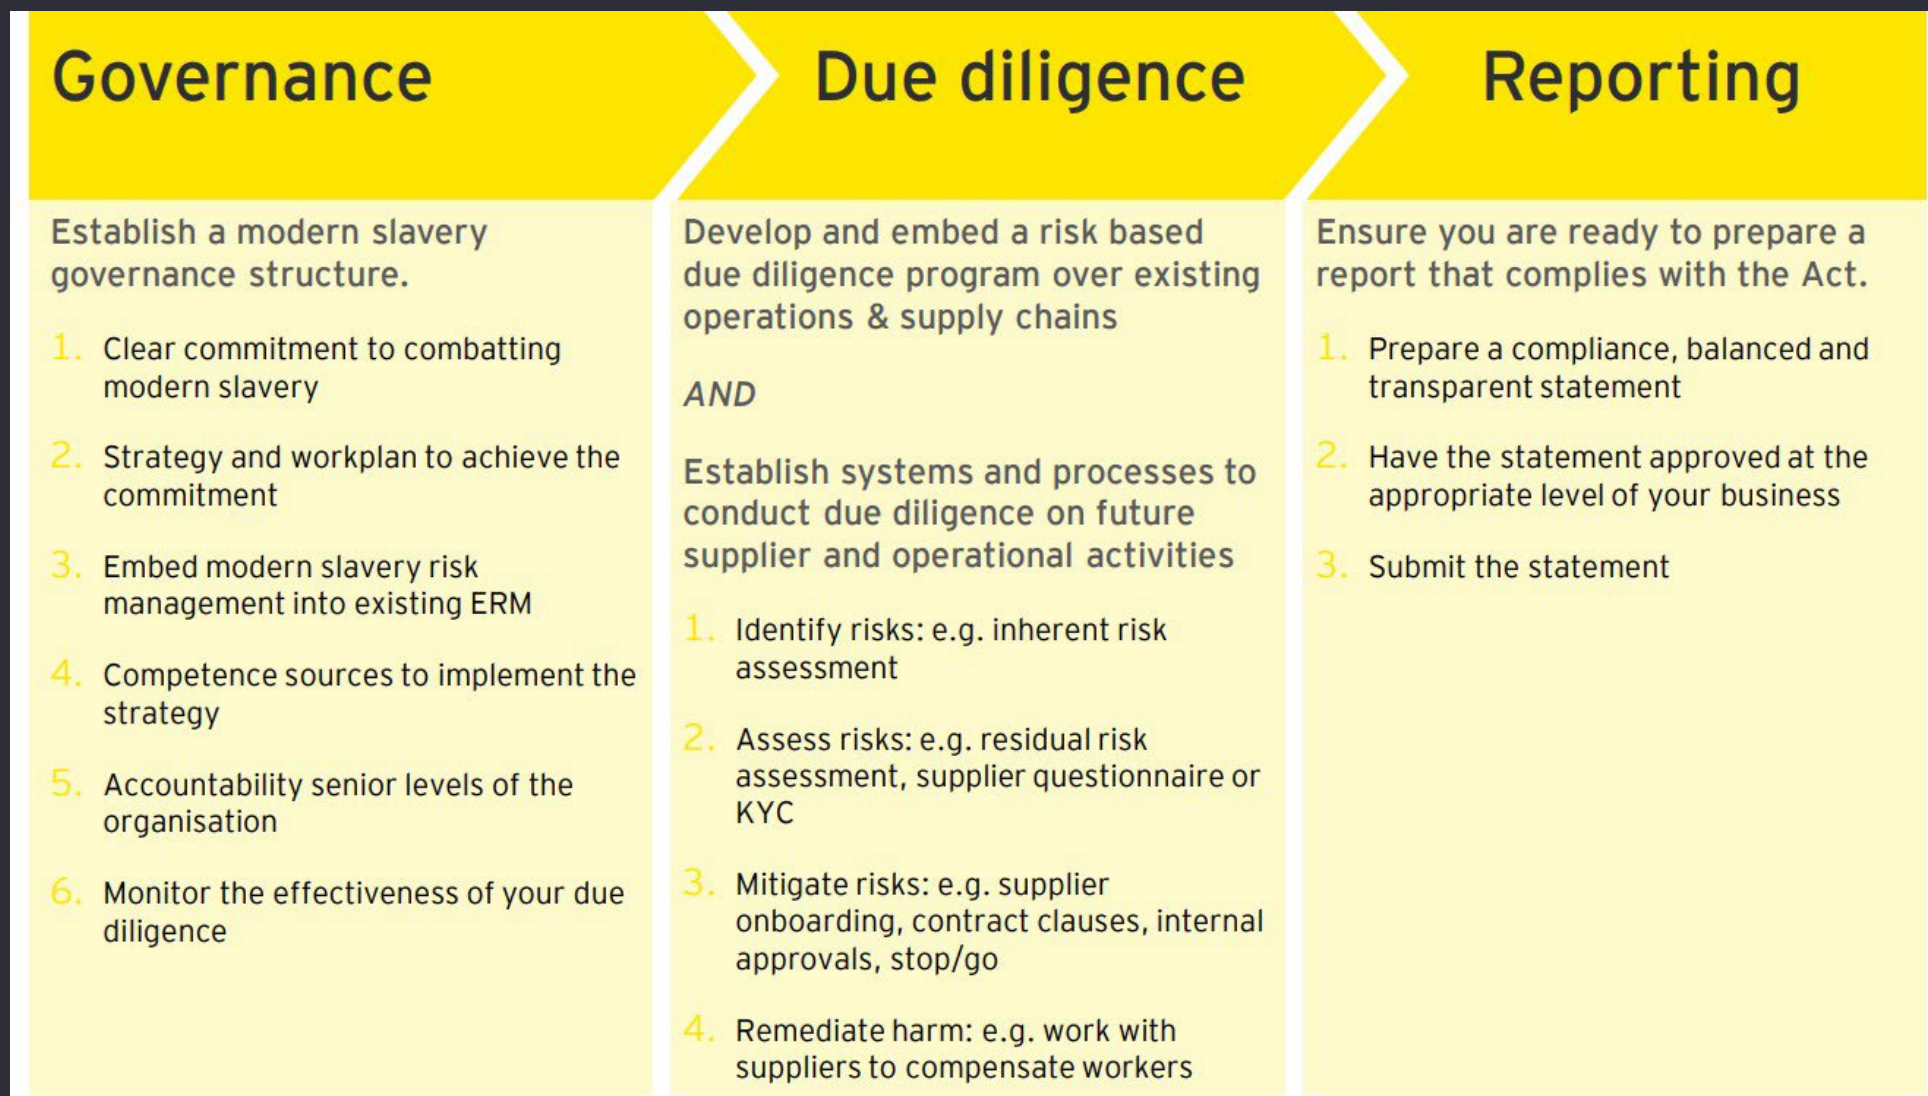 Governance
Establish a modern slavery
governance structure.
1. Clear commitment to combatting
modern slavery
2. Strategy and workplan to achieve the
commitment
3. Embed modern slavery risk
management into existing ERM
4. Competence sources to implement the
strategy
5. Accountability senior levels of the
organisation
6. Monitor the effectiveness of your due
diligence
Due diligence
Develop and embed a risk based
due diligence program over existing
operations & supply chains
AND
Establish systems and processes to
conduct due diligence on future
supplier and operational activities
1. Identify risks: e.g. inherent risk
assessment
2. Assess risks: e.g. residual risk
assessment, supplier questionnaire or
KYC
3. Mitigate risks: e.g. supplier
onboarding, contract clauses, internal
approvals, stop/go
4. Remediate harm: e.g. work with
suppliers to compensate workers
Reporting
Ensure you are ready to prepare a
report that complies with the Act.
1. Prepare a compliance, balanced and
transparent statement
2. Have the statement approved at the
appropriate level of your business
3. Submit the statement